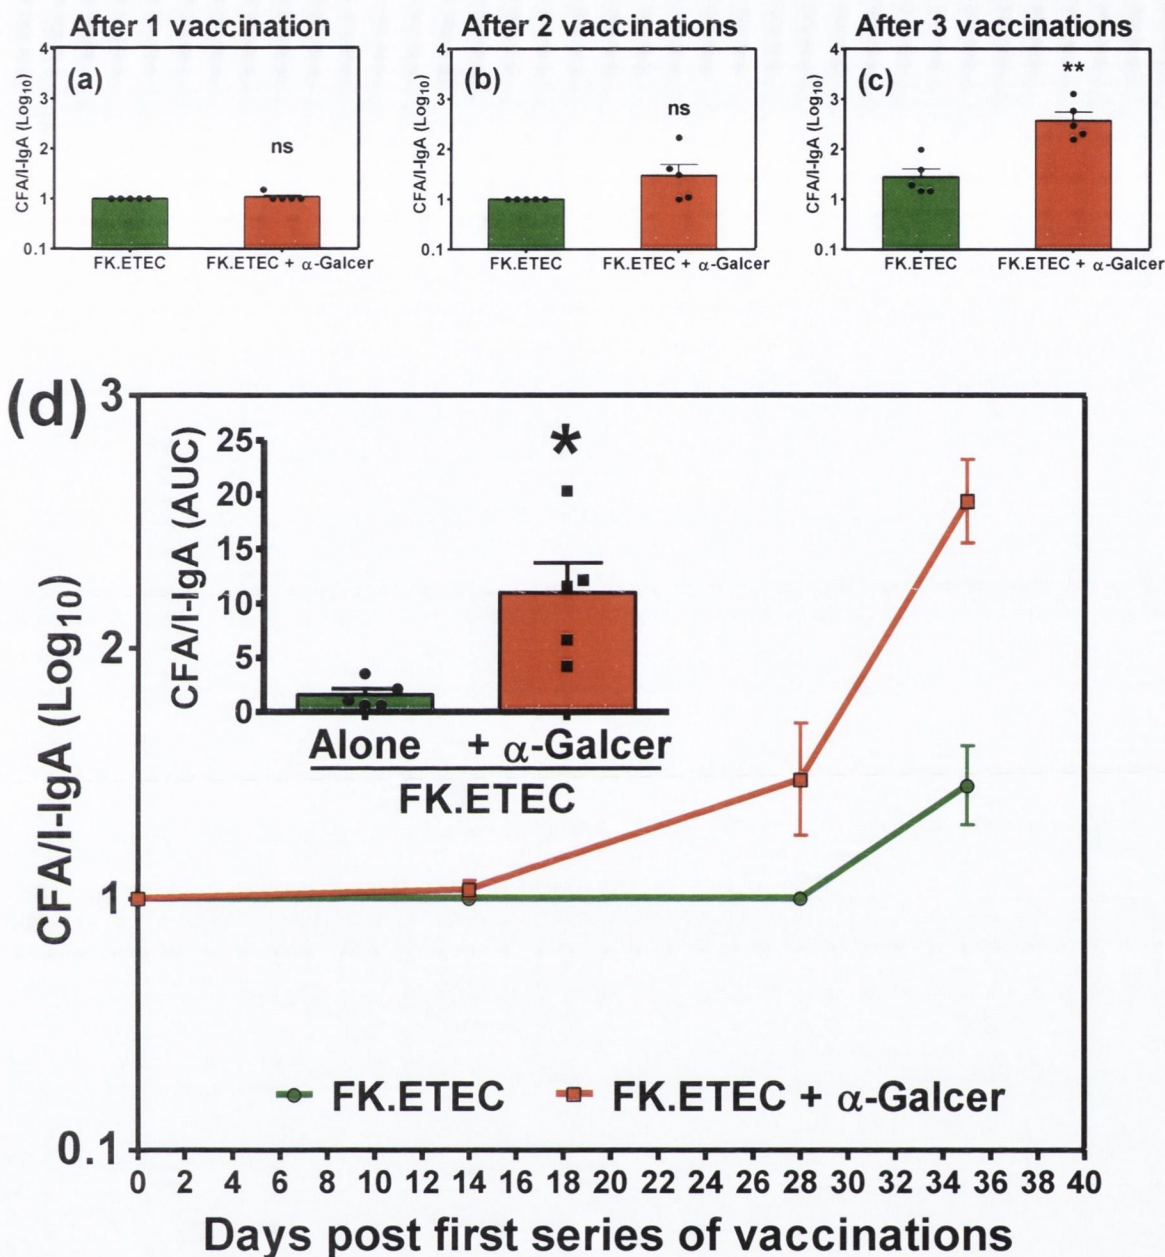 After 1 vaccination
4
3
2
1
0.1
CFA/I-IgA (Log10)
(a)
ns
FK.ETEC
FK.ETEC + α-Galcer
After 2 vaccinations
4
3
2
1
0.1
CFA/I-IgA (Log10)
(b)
ns
FK.ETEC
FK.ETEC + α-Galcer
After 3 vaccinations
4
3
2
1
0.1
CFA/I-IgA (Log10)
(c)
**
FK.ETEC
FK.ETEC + α-Galcer
(d)
3
2
1
0.1
CFA/I-IgA (Log10)
25
20
15
10
5
0
CFA/I-IgA (AUC)
*
Alone + α-Galcer
FK.ETEC
FK.ETEC FK.ETEC + α-Galcer
0 2 4 6 8 10 12 14 16 18 20 22 24 26 28 30 32 34 36 38 40
Days post first series of vaccinations